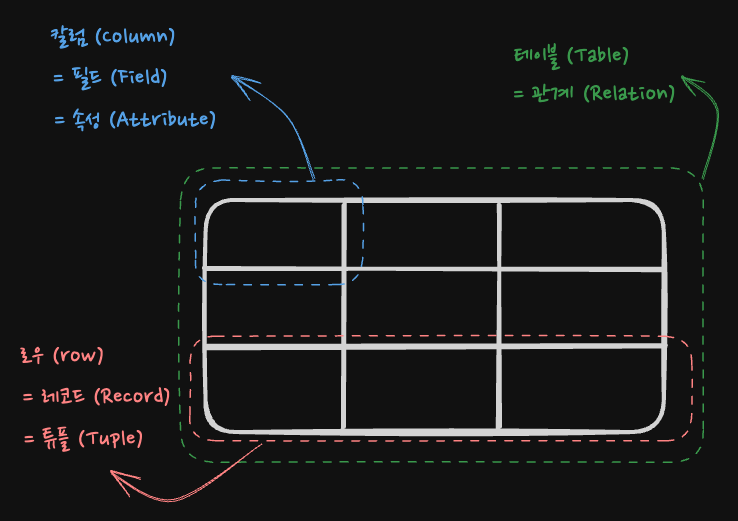 칼럼 (column)
= 필드 (Field)
= 속성 (Attribute)
테이블 (Table)
= 관계 (Relation)
로우 (row)
= 레코드 (Record)
= 튜플 (Tuple)